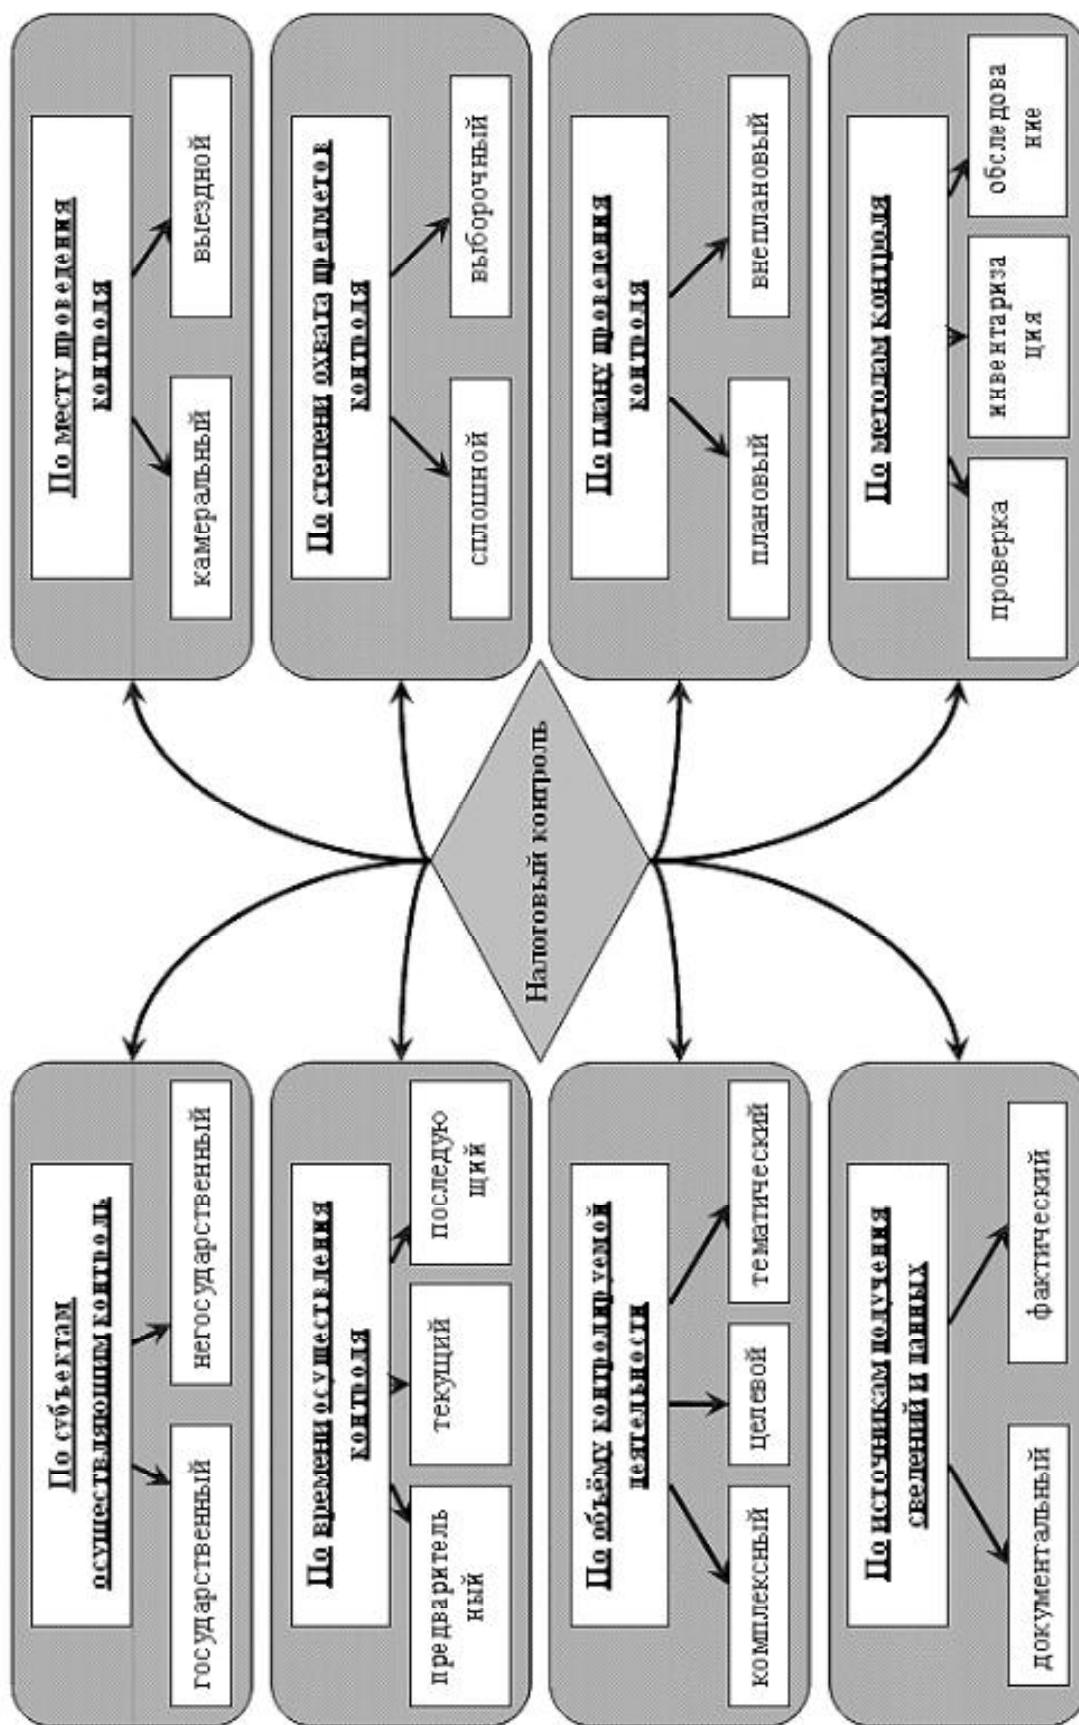 По субъектам
осуществляющим контроль
государственный
негосударственный
По месту проведения
контроля
камеральный
выездной
По времени осуществления
контроля
предваритель
ный
текущий
последую
щий
По степени охвата предметов
контроля
сплошной
выборочный
Налоговый контроль
По объёму контролируемой
деятельности
комплексный
целевой
тематический
По плану проведения
контроля
плановый
внеплановый
По источникам получения
сведений и данных
документальный
фактический
По методам контроля
проверка
инвентариза
ция
обследова
ние